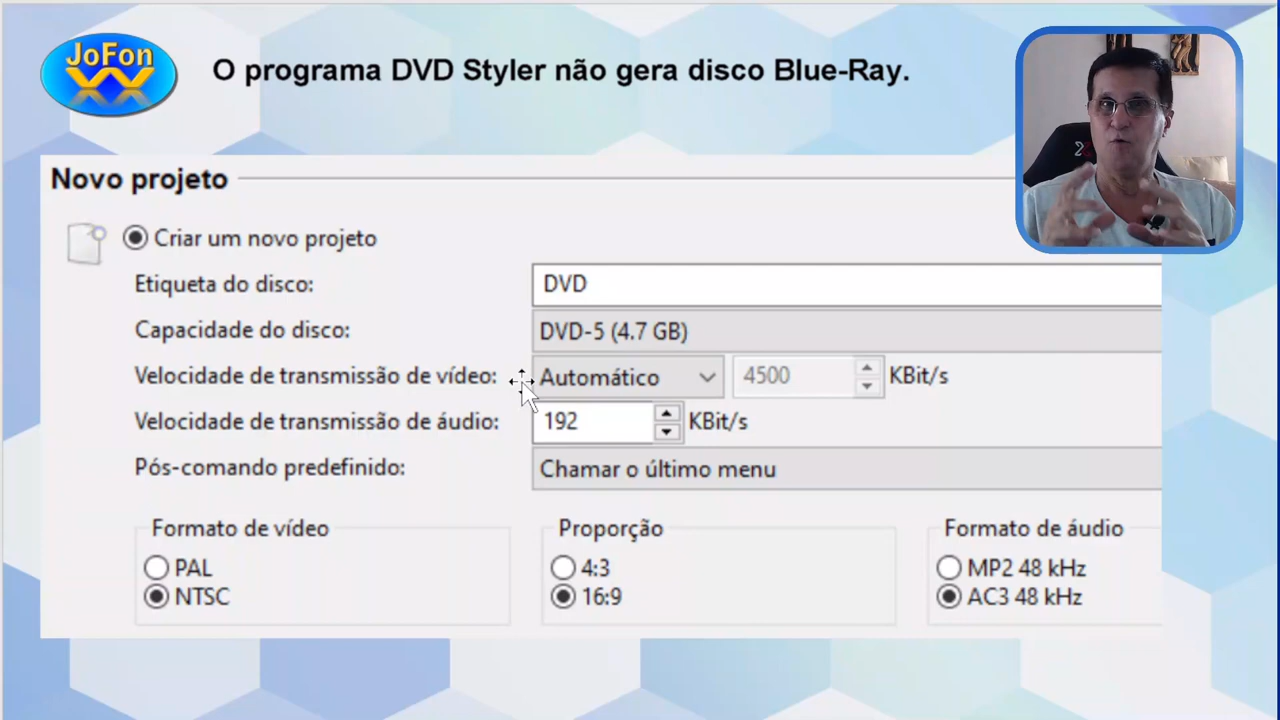 JoFon
O programa DVD Styler não gera disco Blue-Ray.
Novo projeto
Criar um novo projeto
Etiqueta do disco: DVD
Capacidade do disco: DVD-5 (4.7 GB)
Velocidade de transmissão de vídeo: Automático 4500 KBit/s
Velocidade de transmissão de áudio: 192 KBit/s
Pós-comando predefinido: Chamar o último menu
Formato de vídeo Proporção Formato de áudio
PAL 4:3 MP2 48 kHz
NTSC 16:9 AC3 48 kHz